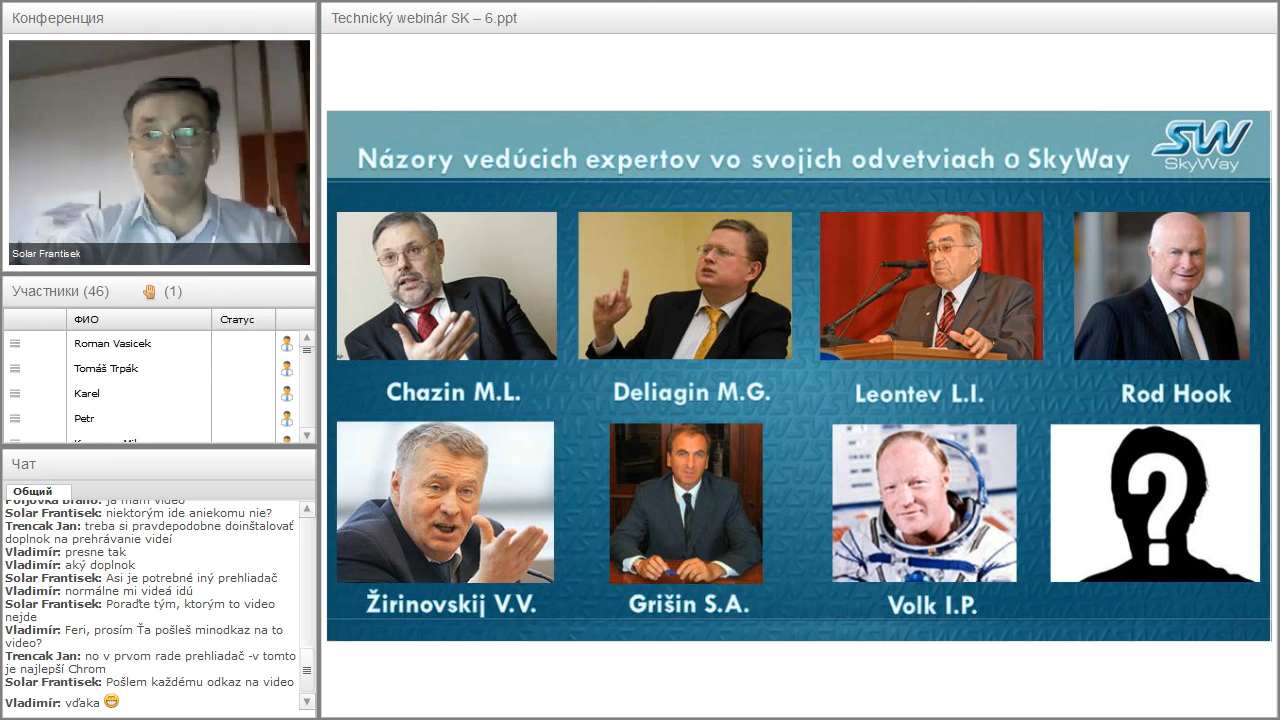 Конференция
Solar Frantisek
Участники (46) (1)
ФИО Статус
Roman Vasicek
Tomáš Trpák
Karel
Petr
Чат
Общий
Solar Frantisek: niektorým ide aniekomu nie?
Trencak Jan: treba si pravdepodobne doinštalovať
doplnok na prehrávanie videí
Vladimír: presne tak
Vladimír: aký doplnok
Solar Frantisek: Asi je potrebné iný prehliadač
Vladimír: normálne mi videá idú
Solar Frantisek: Poraďte tým, ktorým to video
nejde
Vladimír: Feri, prosím Ťa pošleš minodkaz na to
video?
Trencak Jan: no v prvom rade prehliadač -v tomto
je najlepší Chrom
Solar Frantisek: Pošlem každému odkaz na video
Vladimír: vďaka
Technický webinár SK – 6.ppt
Názory vedúcich expertov vo svojich odvetviach o SkyWay
SW
SkyWay
Chazin M.L.
Deliagin M.G.
Leontev L.I.
Rod Hook
Žirinovskij V.V.
Grišin S.A.
Volk I.P.
?